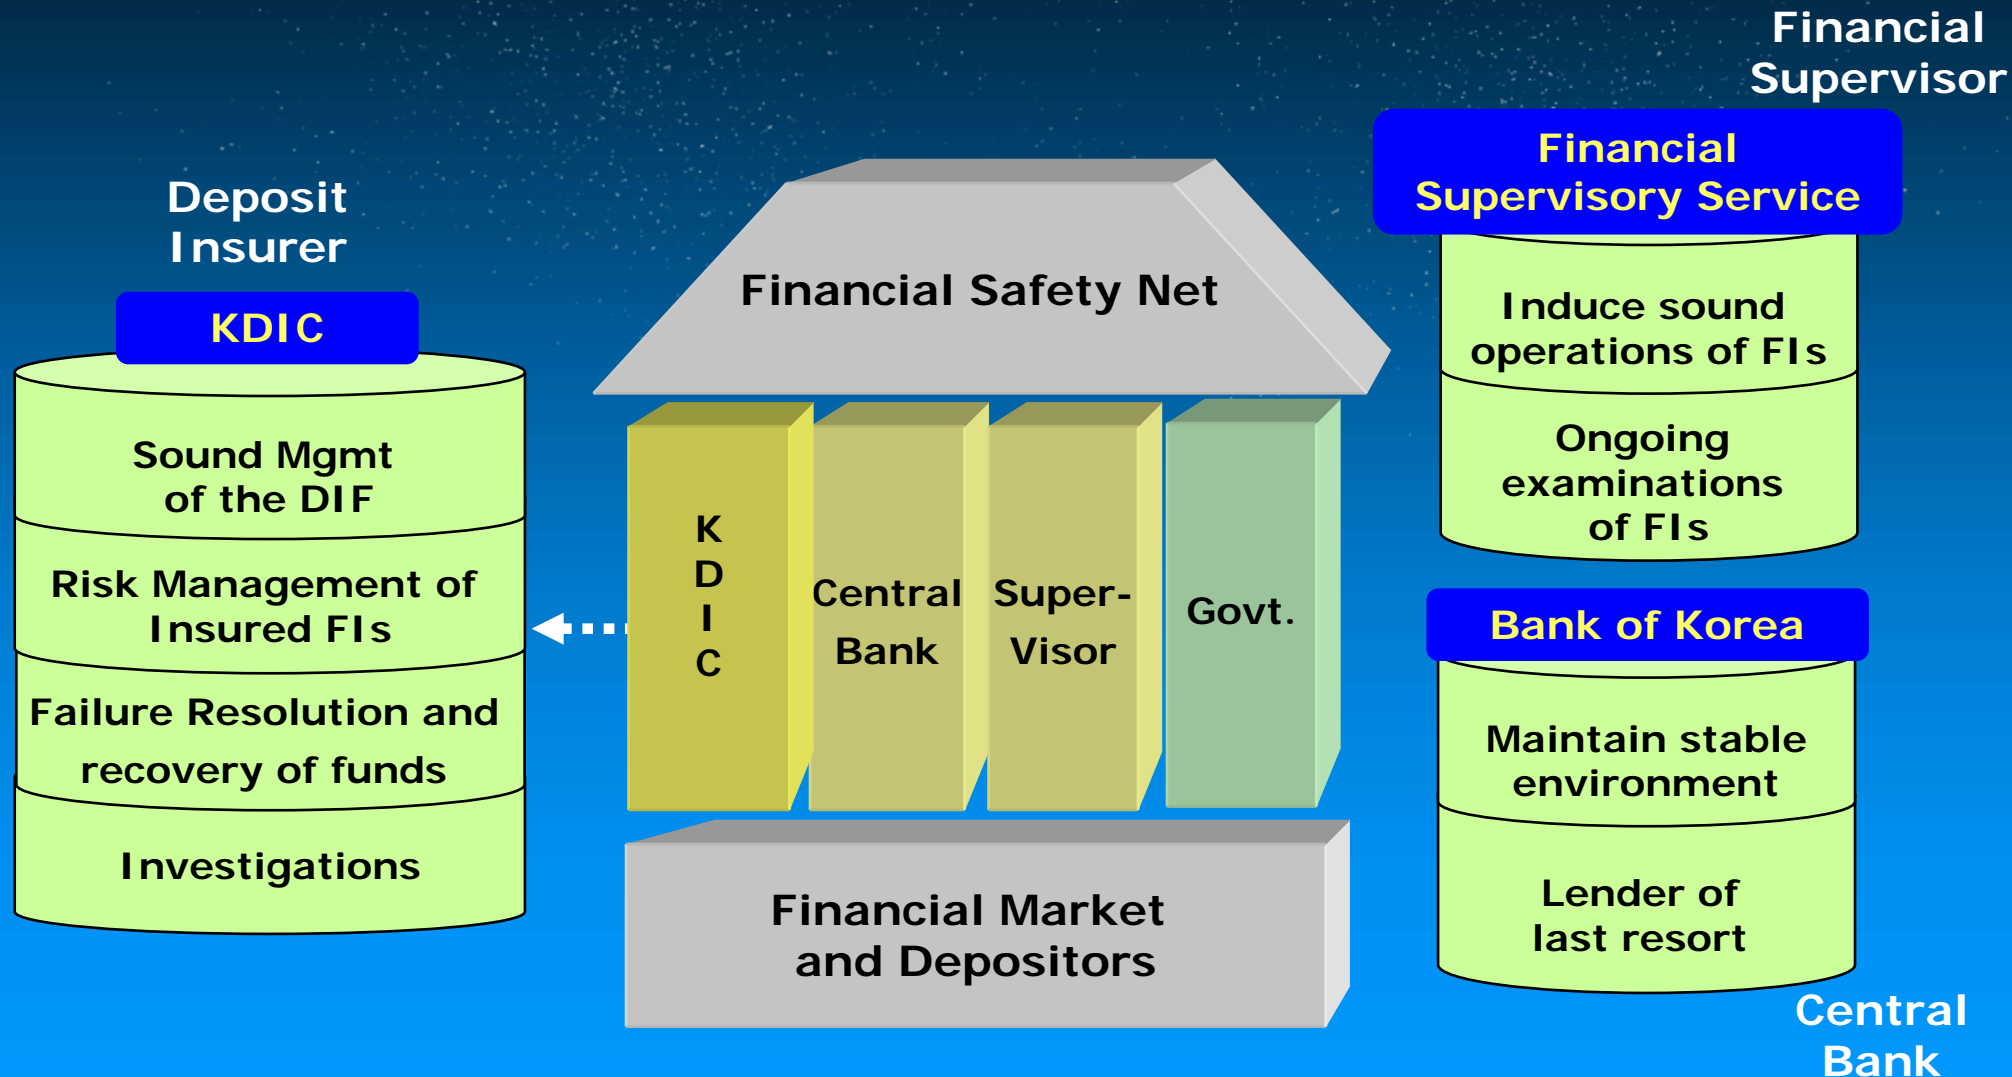 Deposit
Insurer
KDIC
Sound Mgmt
of the DIF
Risk Management of
Insured FIs
Failure Resolution and
recovery of funds
Investigations
Financial Safety Net
K
D
I
C
Central
Bank
Super-
Visor
Govt.
Financial Market
and Depositors
Financial
Supervisor
Financial
Supervisory Service
Induce sound
operations of FIs
Ongoing
examinations
of FIs
Bank of Korea
Maintain stable
environment
Lender of
last resort
Central
Bank